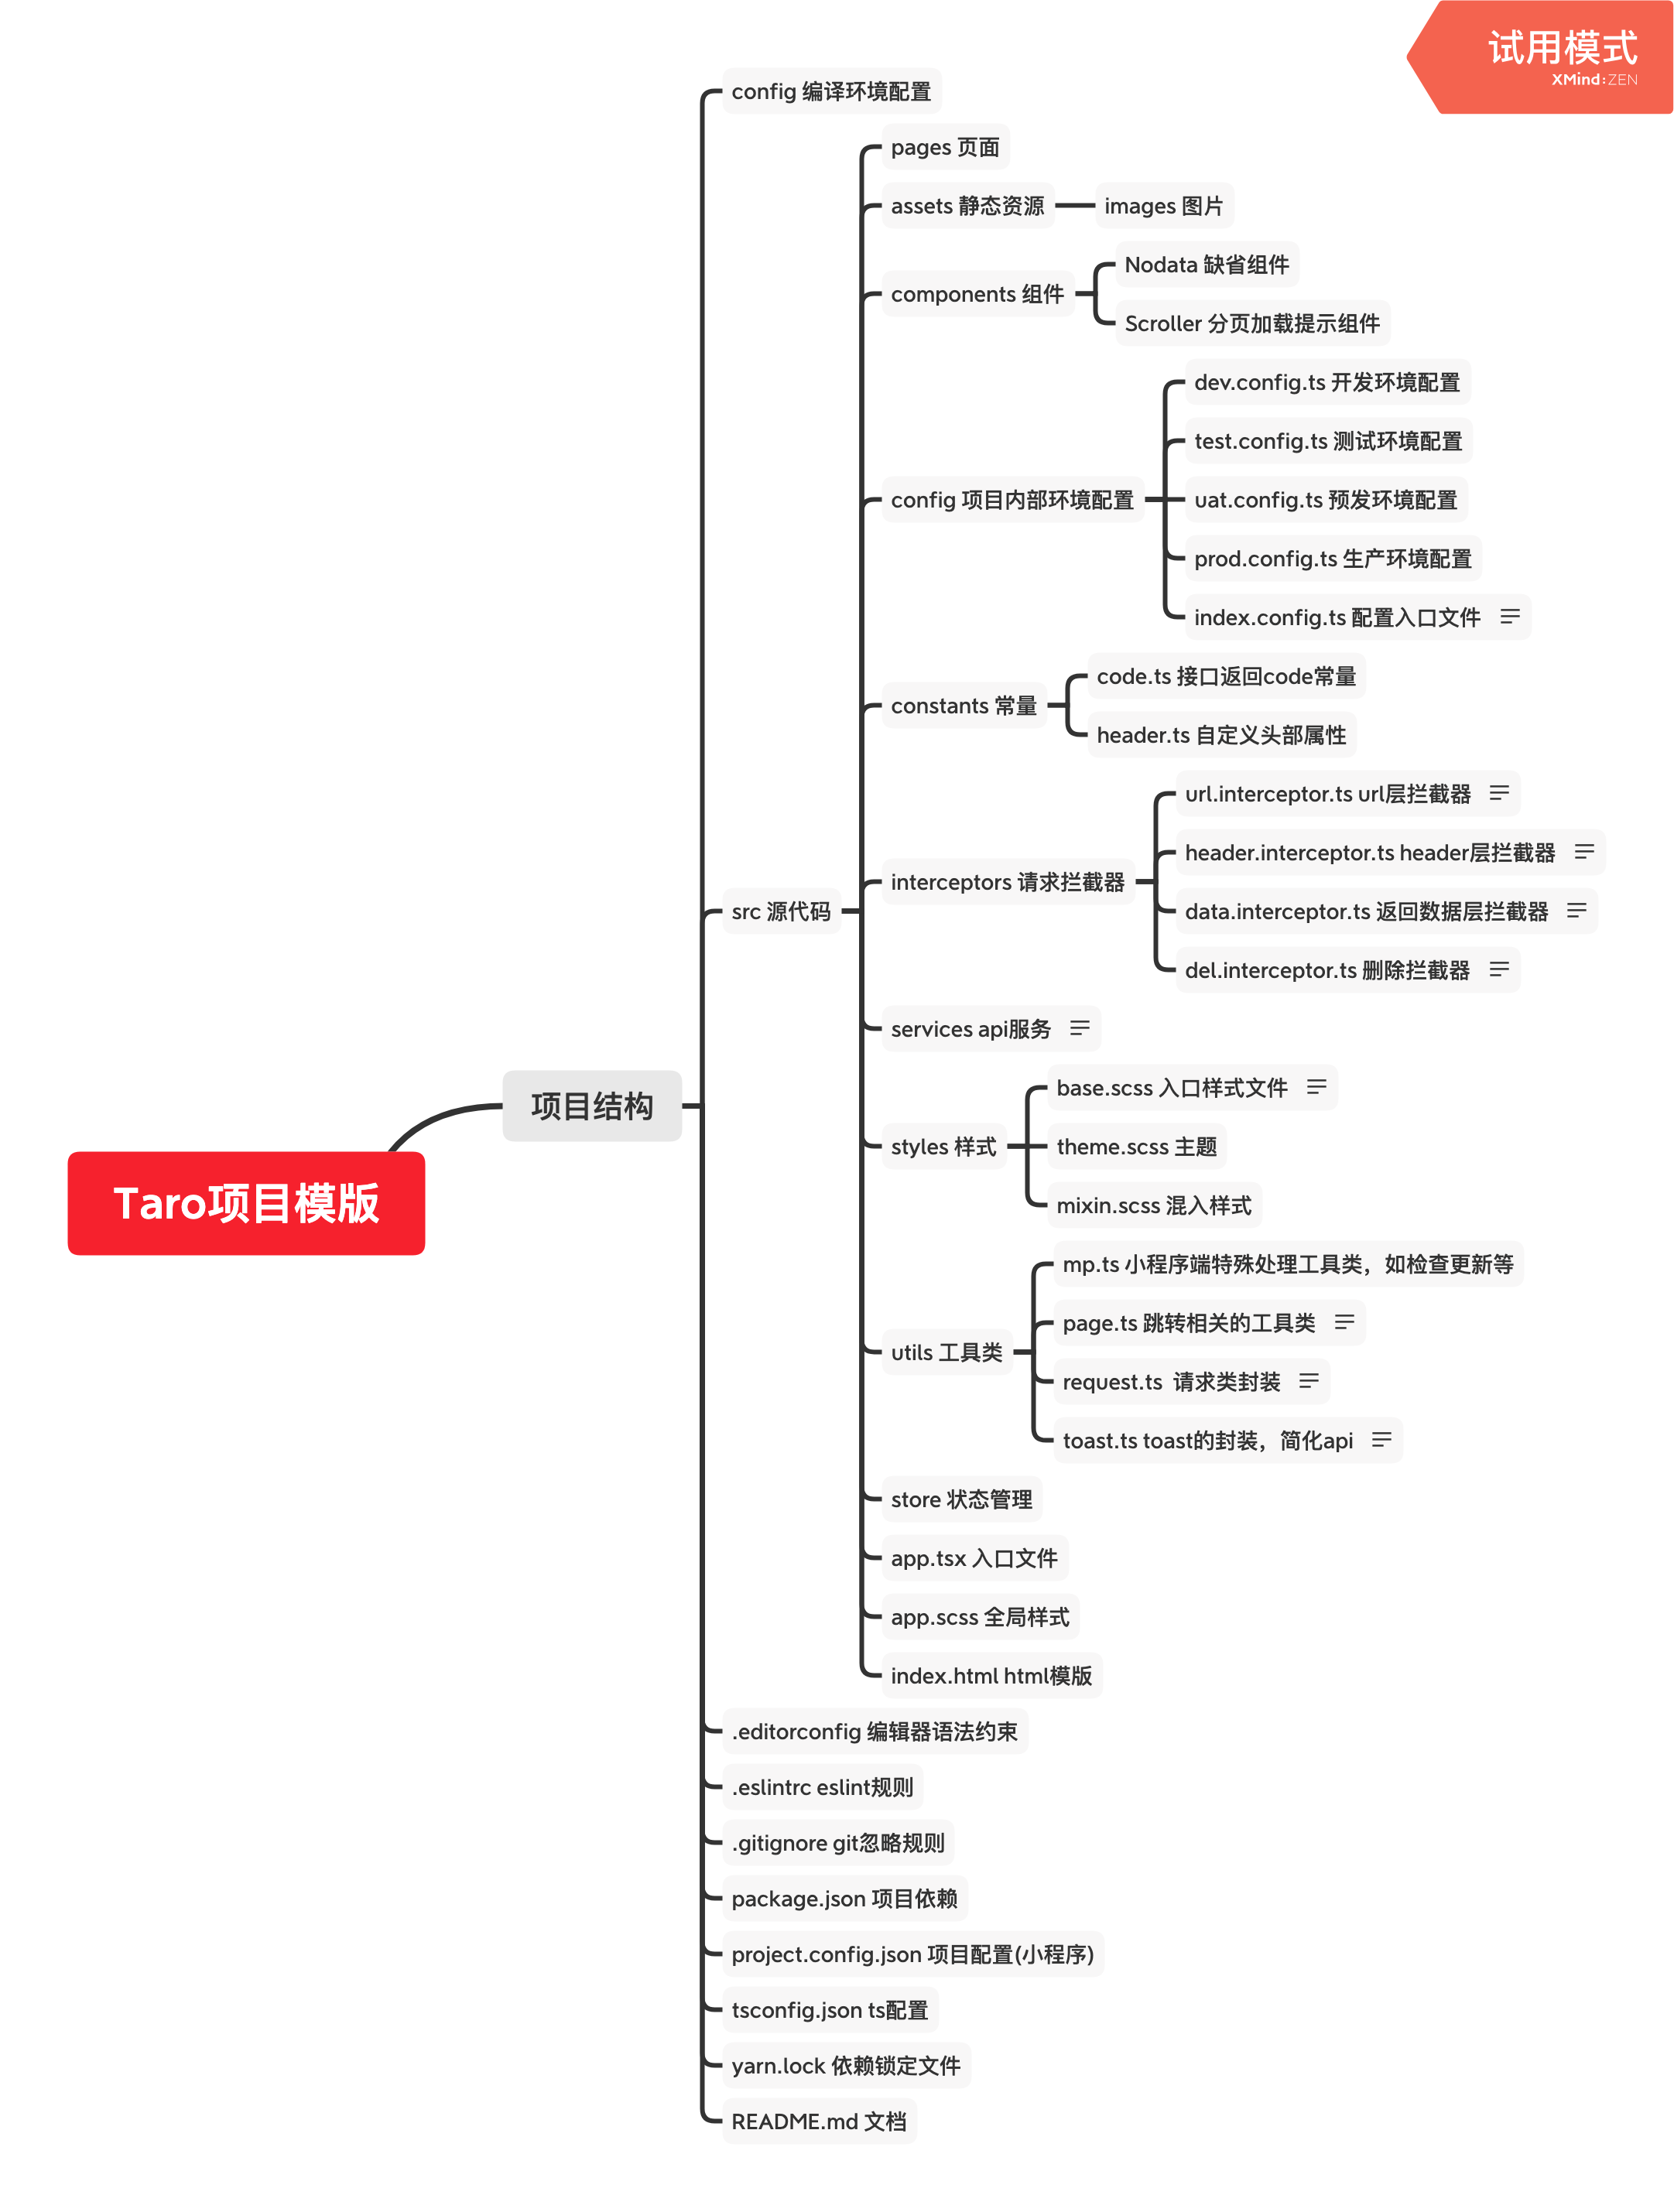 试用模式
XMind:ZEN
config 编译环境配置
pages 页面
assets 静态资源
images 图片
components 组件
Nodata 缺省组件
Scroller 分页加载提示组件
config 项目内部环境配置
dev.config.ts 开发环境配置
test.config.ts 测试环境配置
uat.config.ts 预发环境配置
prod.config.ts 生产环境配置
index.config.ts 配置入口文件
constants 常量
code.ts 接口返回code常量
header.ts 自定义头部属性
interceptors 请求拦截器
url.interceptor.ts url层拦截器
header.interceptor.ts header层拦截器
data.interceptor.ts 返回数据层拦截器
del.interceptor.ts 删除拦截器
src 源代码
services api服务
styles 样式
base.scss 入口样式文件
theme.scss 主题
mixin.scss 混入样式
项目结构
Taro项目模版
utils 工具类
mp.ts 小程序端特殊处理工具类，如检查更新等
page.ts 跳转相关的工具类
request.ts 请求类封装
toast.ts toast的封装，简化api
store 状态管理
app.tsx 入口文件
app.scss 全局样式
index.html html模版
.editorconfig 编辑器语法约束
.eslintrc eslint规则
.gitignore git忽略规则
package.json 项目依赖
project.config.json 项目配置(小程序)
tsconfig.json ts配置
yarn.lock 依赖锁定文件
README.md 文档